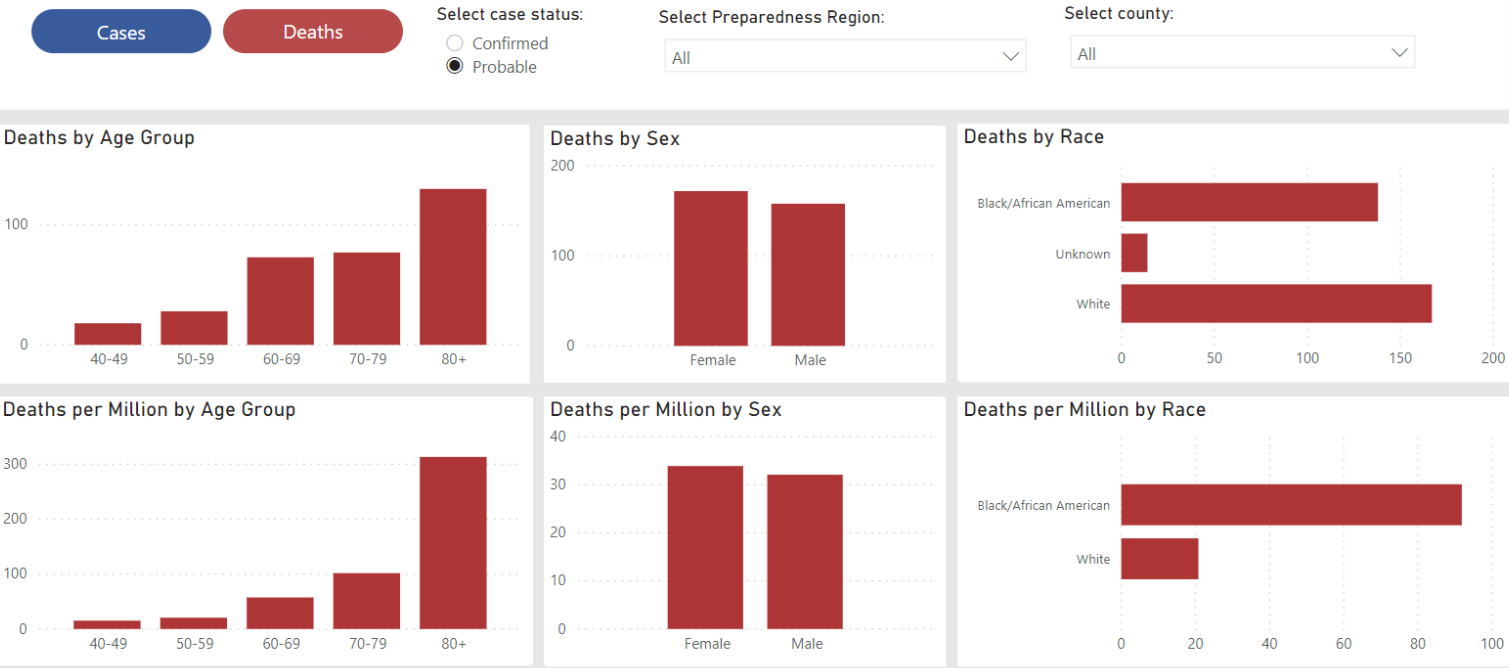 Cases
Deaths
Select case status:
Confirmed
Probable
Select Preparedness Region:
All
Select county:
All
Deaths by Age Group
100
0
40-49 50-59 60-69 70-79 80+
Deaths by Sex
200
100
0
Female Male
Deaths by Race
Black/African American
Unknown
White
0 50 100 150 200
Deaths per Million by Age Group
300
200
100
0
40-49 50-59 60-69 70-79 80+
Deaths per Million by Sex
40
30
20
10
0
Female Male
Deaths per Million by Race
Black/African American
White
0 20 40 60 80 100